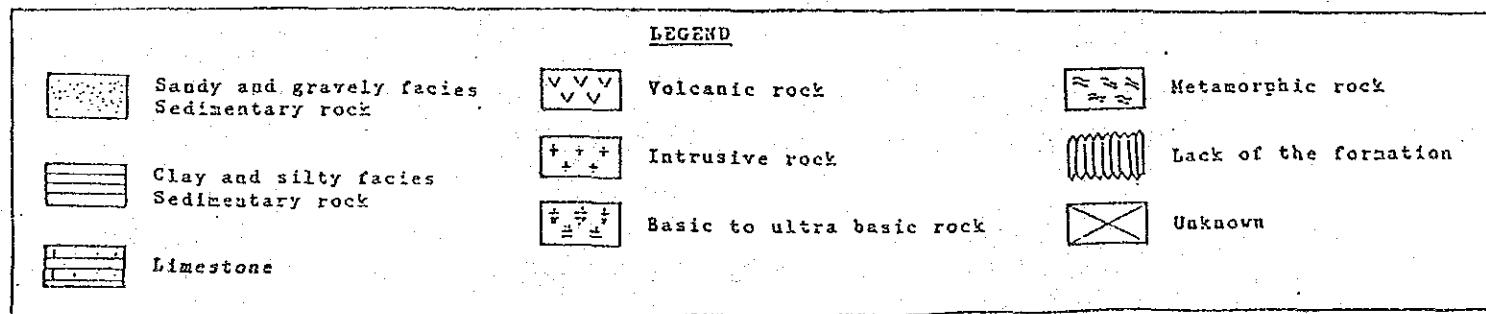 LEGEND
Sandy and gravely facies
Sedimentary rock
Clay and silty facies
Sedimentary rock
Limestone
Volcanic rock
Intrusive rock
Basic to ultra basic rock
Metamorphic rock
Lack of the formation
Unknown